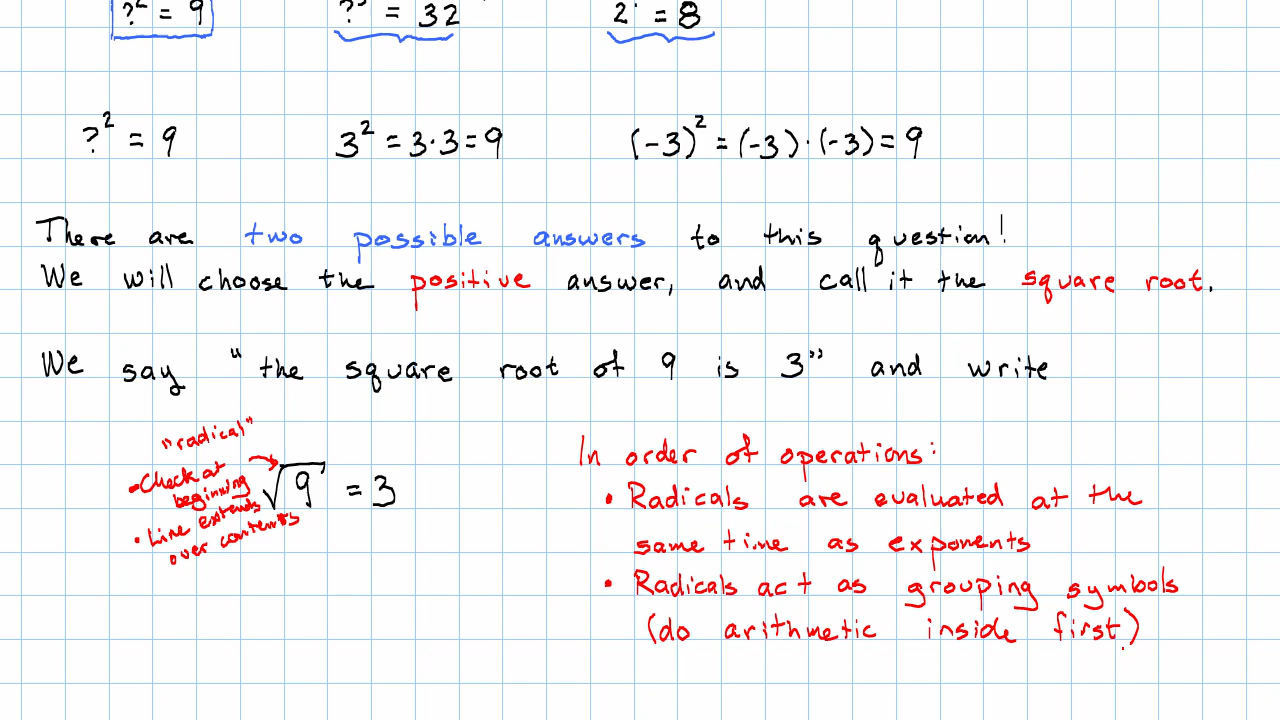 ?² = 9 = 32 2 = 8
?² = 9 3² = 3·3 = 9 (-3)² = (-3)·(-3) = 9
There are two possible answers to this question!
We will choose the positive answer, and call it the square root.
We say "the square root of 9 is 3" and write
"radical"
• Check at
beginning
• Line extends
over contents
√9 = 3
In order of operations:
• Radicals are evaluated at the
same time as exponents
• Radicals act as grouping symbols
(do arithmetic inside first.)